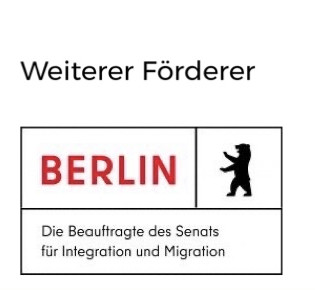 Weiterer Förderer
BERLIN
Die Beauftragte des Senats
für Integration und Migration